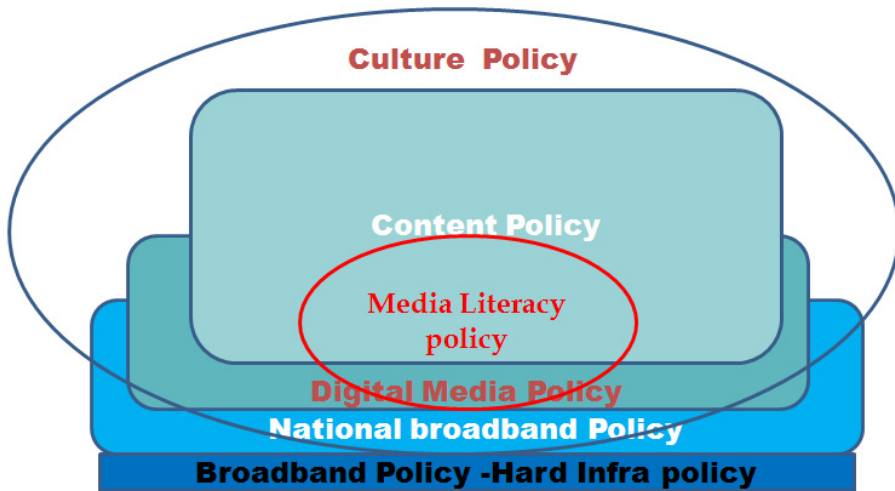 Culture Policy
Content Policy
Media Literacy
policy
Digital Media Policy
National broadband Policy
Broadband Policy -Hard Infra policy